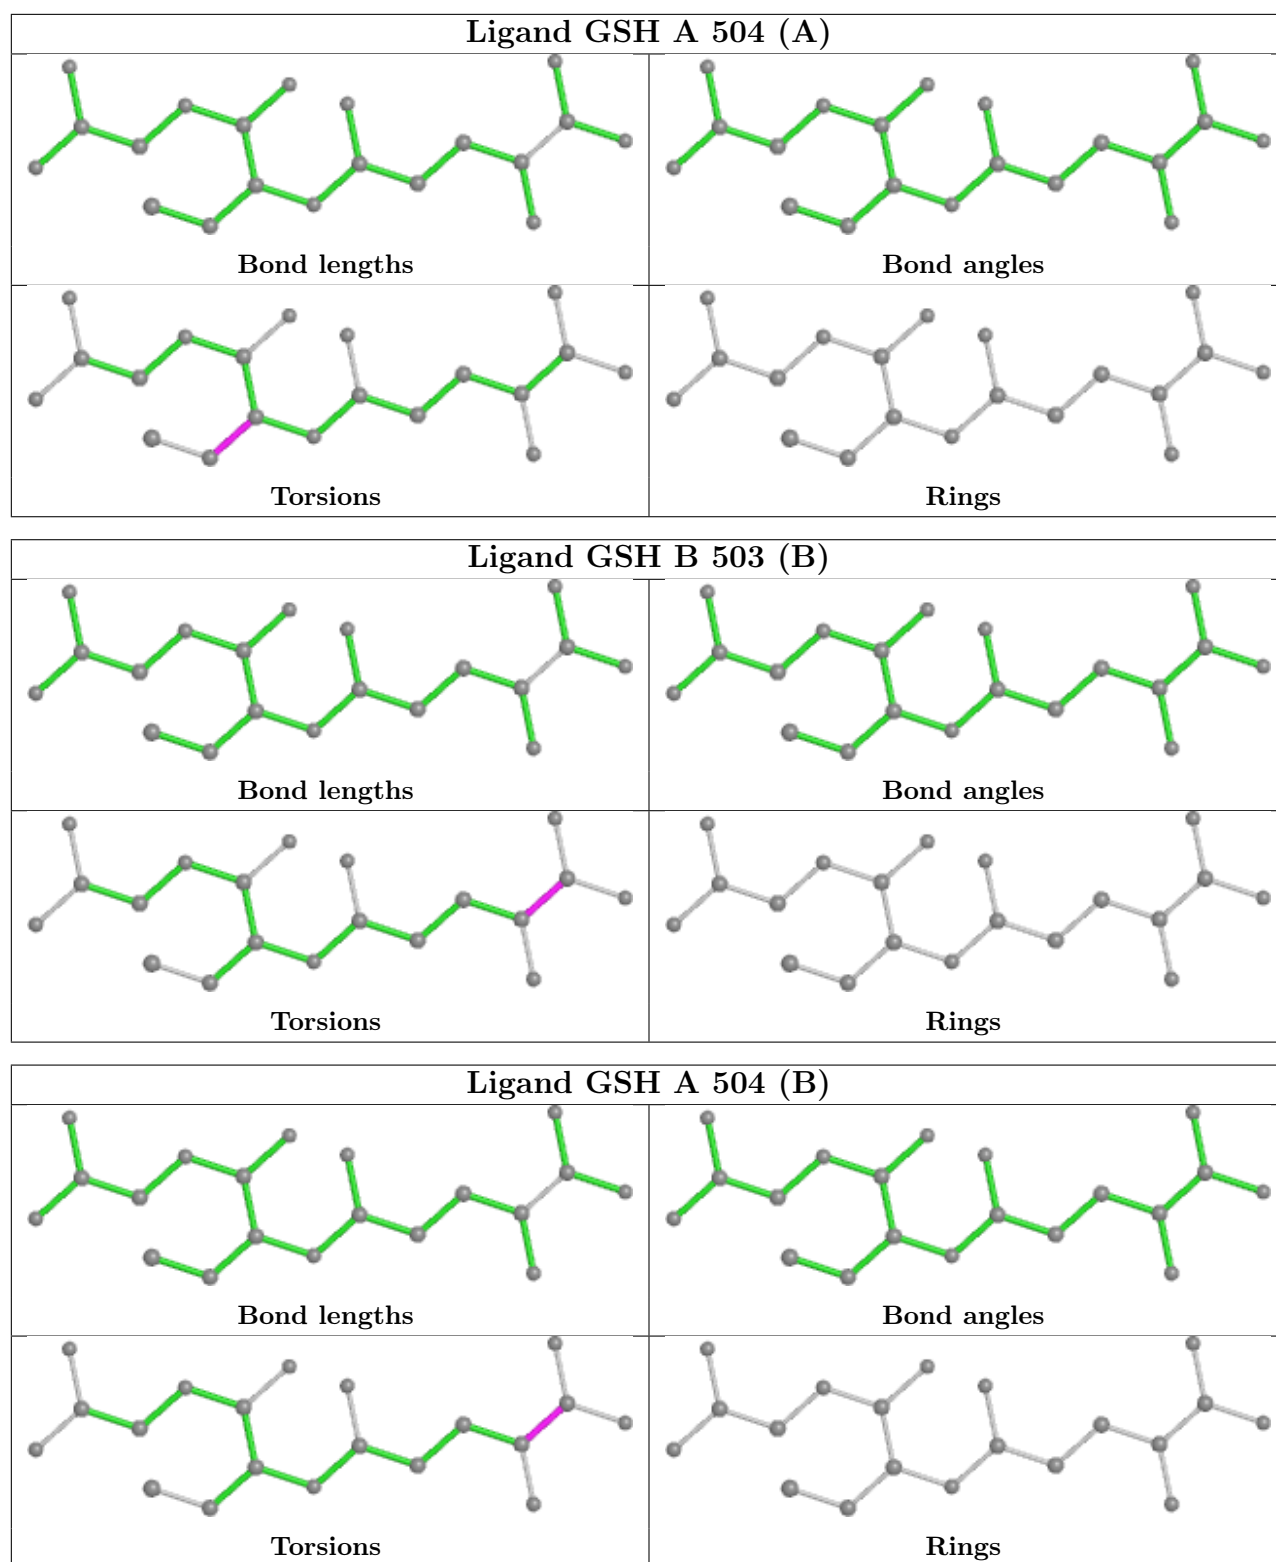 Ligand GSH A 504 (A)
Bond lengths
Bond angles
Torsions
Rings
Ligand GSH B 503 (B)
Bond lengths
Bond angles
Torsions
Rings
Ligand GSH A 504 (B)
Bond lengths
Bond angles
Torsions
Rings